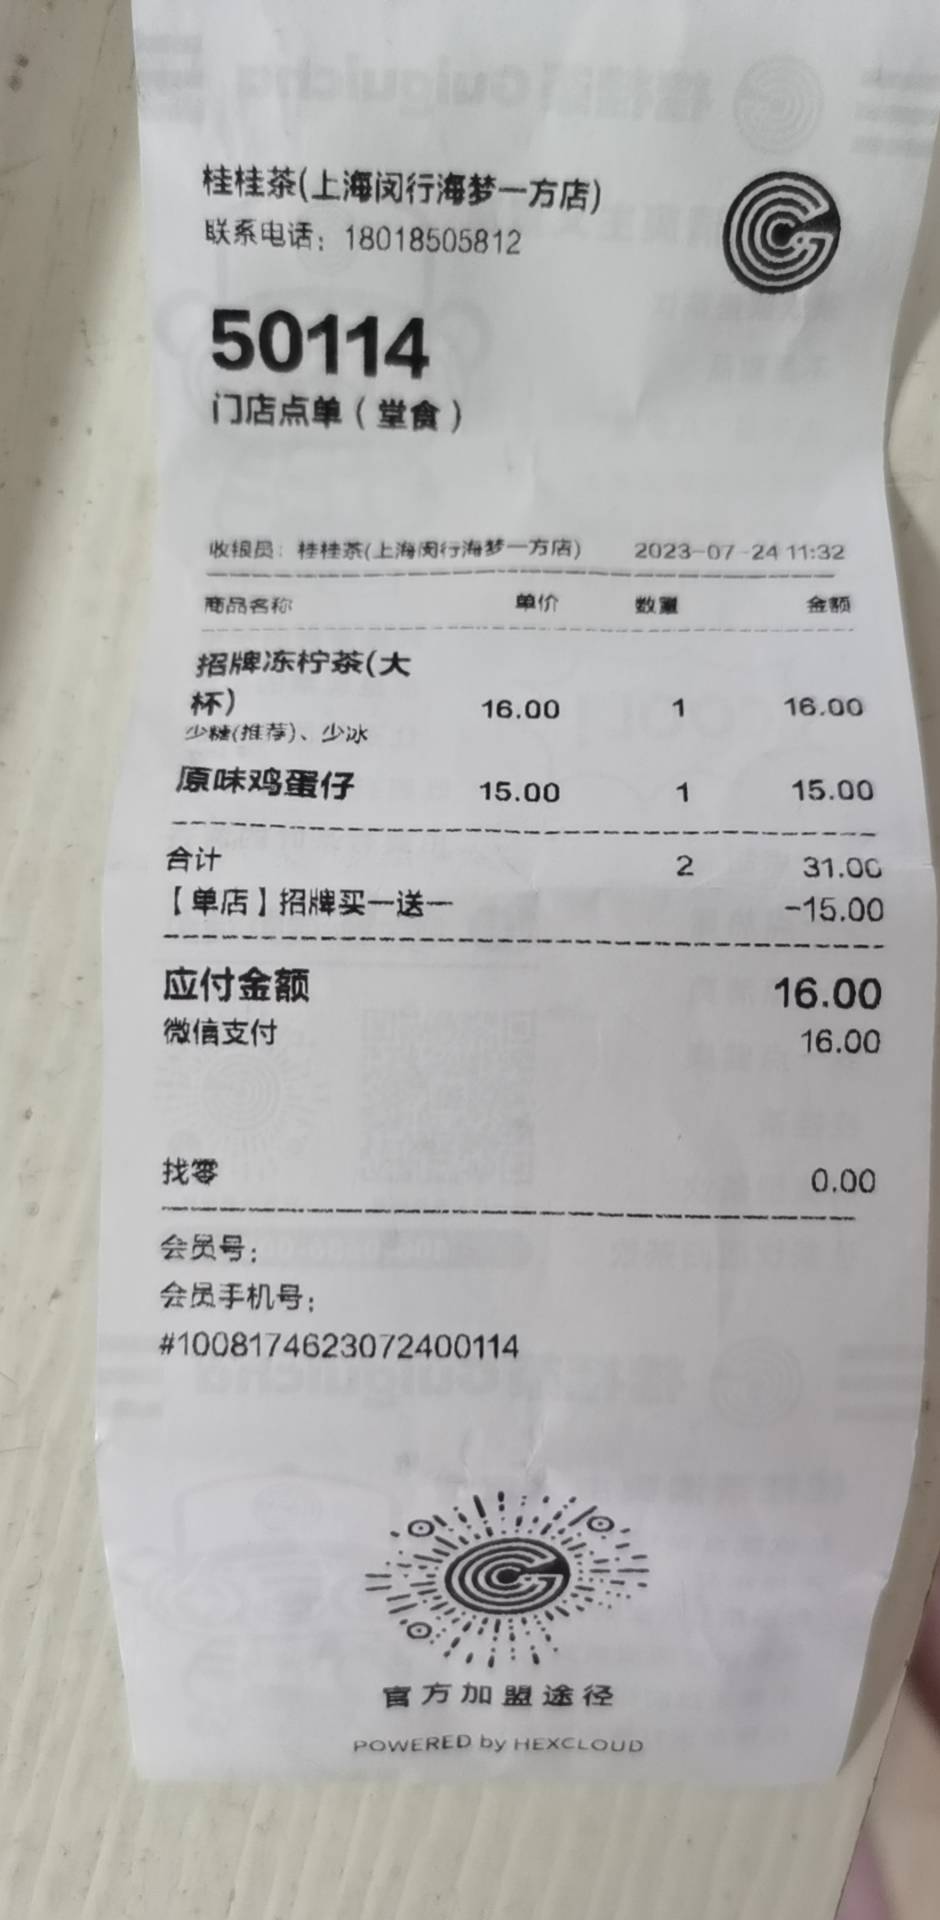 桂桂茶(上海闵行海梦一方店)
联系电话：18018505812
50114
门店点单（堂食）
收银员：桂桂茶(上海闵行海梦一方店) 2023-07-24 11:32
商品名称 单价 数量 金额
招牌冻柠茶(大
杯) 16.00 1 16.00
少糖(推荐)、少冰
原味鸡蛋仔 15.00 1 15.00
合计 2 31.00
【单店】招牌买一送一 -15.00
应付金额 16.00
微信支付 16.00
找零 0.00
会员号：
会员手机号：
#1008174623072400114
官方加盟途径
POWERED by HEXCLOUD